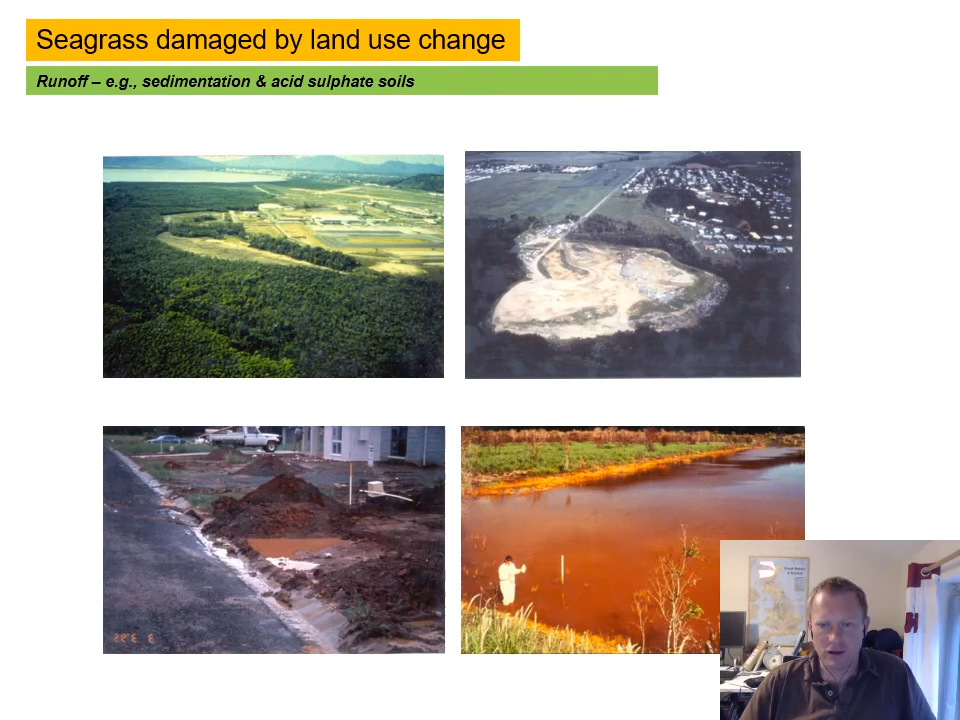 Seagrass damaged by land use change
Runoff – e.g., sedimentation & acid sulphate soils